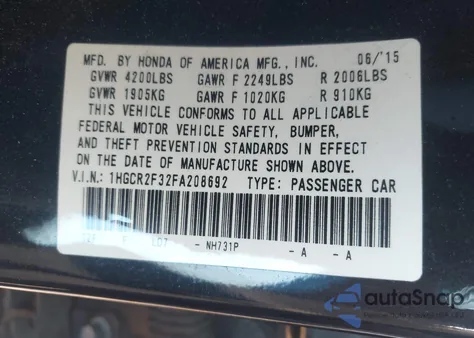 MFD. BY HONDA OF AMERICA MFG., INC. 06/'15
GVWR 4200LBS GAWR F 2249LBS R 2006LBS
GVWR 1905KG GAWR F 1020KG R 910KG
THIS VEHICLE CONFORMS TO ALL APPLICABLE
FEDERAL MOTOR VEHICLE SAFETY, BUMPER,
AND THEFT PREVENTION STANDARDS IN EFFECT
ON THE DATE OF MANUFACTURE SHOWN ABOVE.
V.I.N.: 1HGCR2F32FA208692 TYPE: PASSENGER CAR
NH731P -A -A
autoSnap